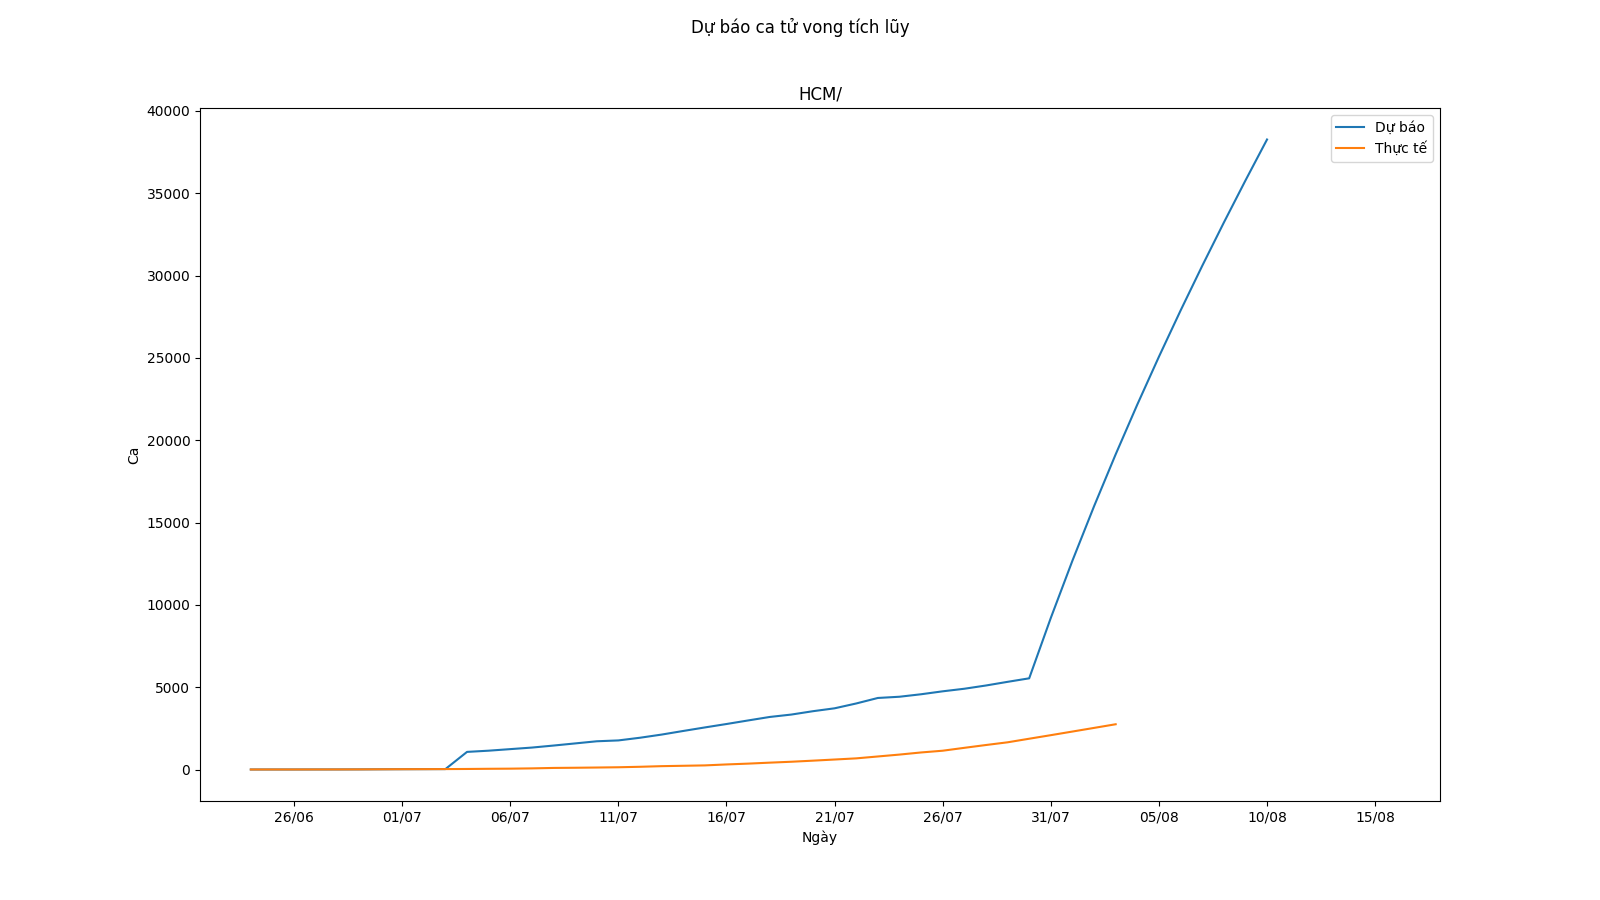 Dự báo ca tử vong tích lũy
HCM/
Dự báo
Thực tế
40000
35000
30000
25000
20000
15000
10000
5000
0
Ca
26/06 01/07 06/07 11/07 16/07 21/07 26/07 31/07 05/08 10/08 15/08
Ngày